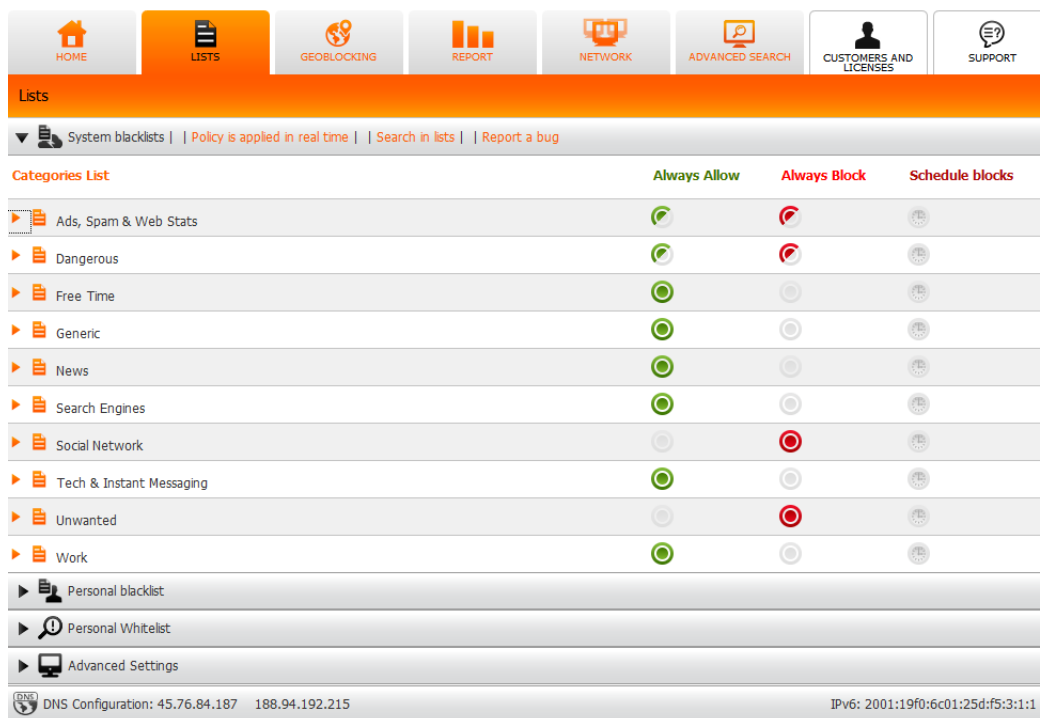 HOME LISTS GEOBLOCKING REPORT NETWORK ADVANCED SEARCH CUSTOMERS AND LICENSES SUPPORT
Lists
System blacklists | | Policy is applied in real time | | Search in lists | | Report a bug
Categories List Always Allow Always Block Schedule blocks
Ads, Spam & Web Stats
Dangerous
Free Time
Generic
News
Search Engines
Social Network
Tech & Instant Messaging
Unwanted
Work
Personal blacklist
Personal Whitelist
Advanced Settings
DNS DNS Configuration: 45.76.84.187 188.94.192.215 IPv6: 2001:19f0:6c01:25d:f5:3:1:1